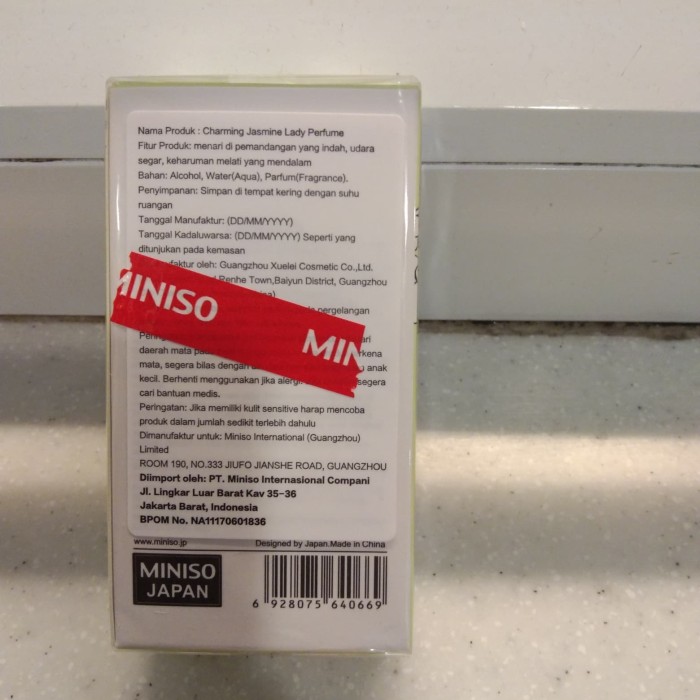 Nama Produk : Charming Jasmine Lady Perfume
Fitur Produk: menari di pemandangan yang indah, udara
segar, keharuman melati yang mendalam
Bahan: Alcohol, Water(Aqua), Parfum(Fragrance).
Penyimpanan: Simpan di tempat kering dengan suhu
ruangan
Tanggal Manufaktur: (DD/MM/YYYY)
Tanggal Kadaluwarsa: (DD/MM/YYYY) Seperti yang
ditunjukan pada kemasan
oleh: Guangzhou Xuelei Cosmetic Co.,Ltd.
Renhe Town,Baiyun District, Guangzhou
pergelangan
MINISO
MIN
daerah mata
mata, segera bilas dengan anak
kecil. Berhenti menggunakan jika segera
cari bantuan medis.
Peringatan: Jika memiliki kulit sensitive harap mencoba
produk dalam jumlah sedikit terlebih dahulu
Dimanufaktur untuk: Miniso International (Guangzhou)
Limited
ROOM 190, NO.333 JIUFO JIANSHE ROAD, GUANGZHOU
Diimport oleh: PT. Miniso Internasional Compani
Jl. Lingkar Luar Barat Kav 35-36
Jakarta Barat, Indonesia
BPOM No. NA11170601836
www.miniso.jp Designed by Japan.Made in China
MINISO
JAPAN
6 928075 640669